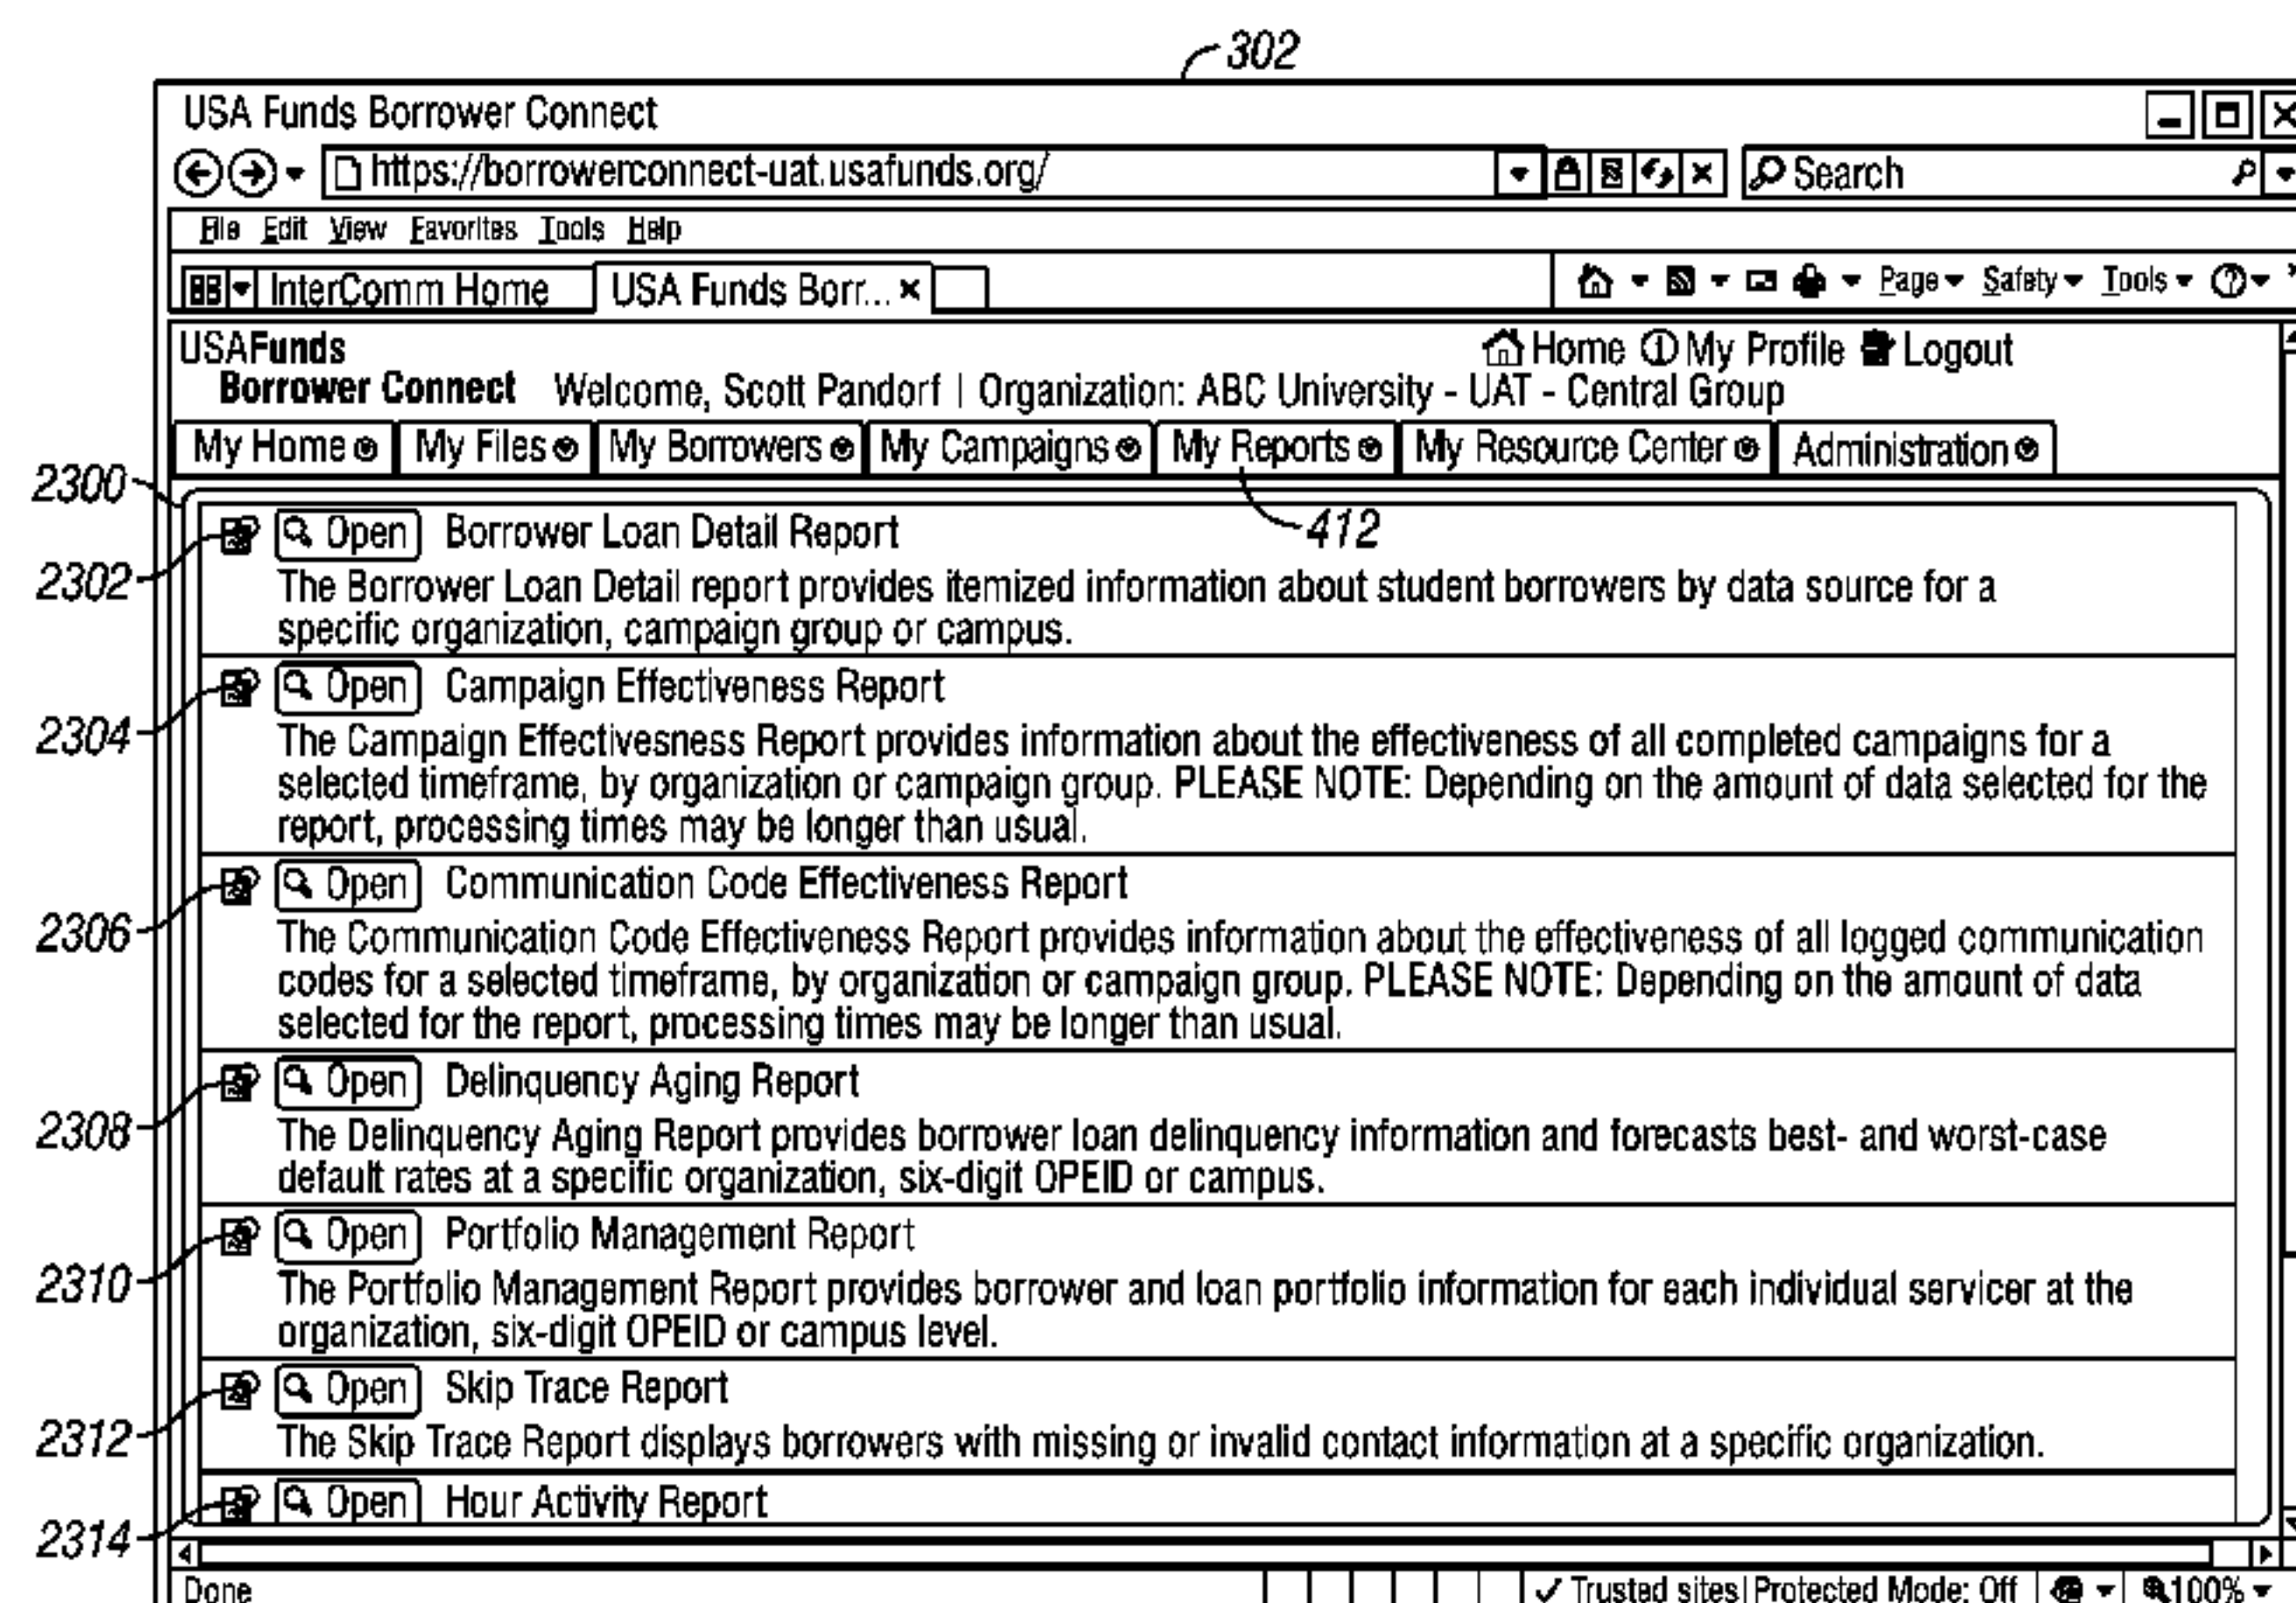 302
USA Funds Borrower Connect
https://borrowerconnect-uat.usafunds.org/ Search
File Edit View Favorites Tools Help
InterComm Home USA Funds Borr... Page Safety Tools
USAFunds Home My Profile Logout
Borrower Connect Welcome, Scott Pandorf | Organization: ABC University - UAT - Central Group
My Home My Files My Borrowers My Campaigns My Reports My Resource Center Administration
2300
412
Open Borrower Loan Detail Report
2302
The Borrower Loan Detail report provides itemized information about student borrowers by data source for a
specific organization, campaign group or campus.
Open Campaign Effectiveness Report
2304
The Campaign Effectivesness Report provides information about the effectiveness of all completed campaigns for a
selected timeframe, by organization or campaign group. PLEASE NOTE: Depending on the amount of data selected for the
report, processing times may be longer than usual.
Open Communication Code Effectiveness Report
2306
The Communication Code Effectiveness Report provides information about the effectiveness of all logged communication
codes for a selected timeframe, by organization or campaign group. PLEASE NOTE: Depending on the amount of data
selected for the report, processing times may be longer than usual.
Open Delinquency Aging Report
2308
The Delinquency Aging Report provides borrower loan delinquency information and forecasts best- and worst-case
default rates at a specific organization, six-digit OPEID or campus.
Open Portfolio Management Report
2310
The Portfolio Management Report provides borrower and loan portfolio information for each individual servicer at the
organization, six-digit OPEID or campus level.
Open Skip Trace Report
2312
The Skip Trace Report displays borrowers with missing or invalid contact information at a specific organization.
Open Hour Activity Report
2314
Done Trusted sites | Protected Mode: Off 100%